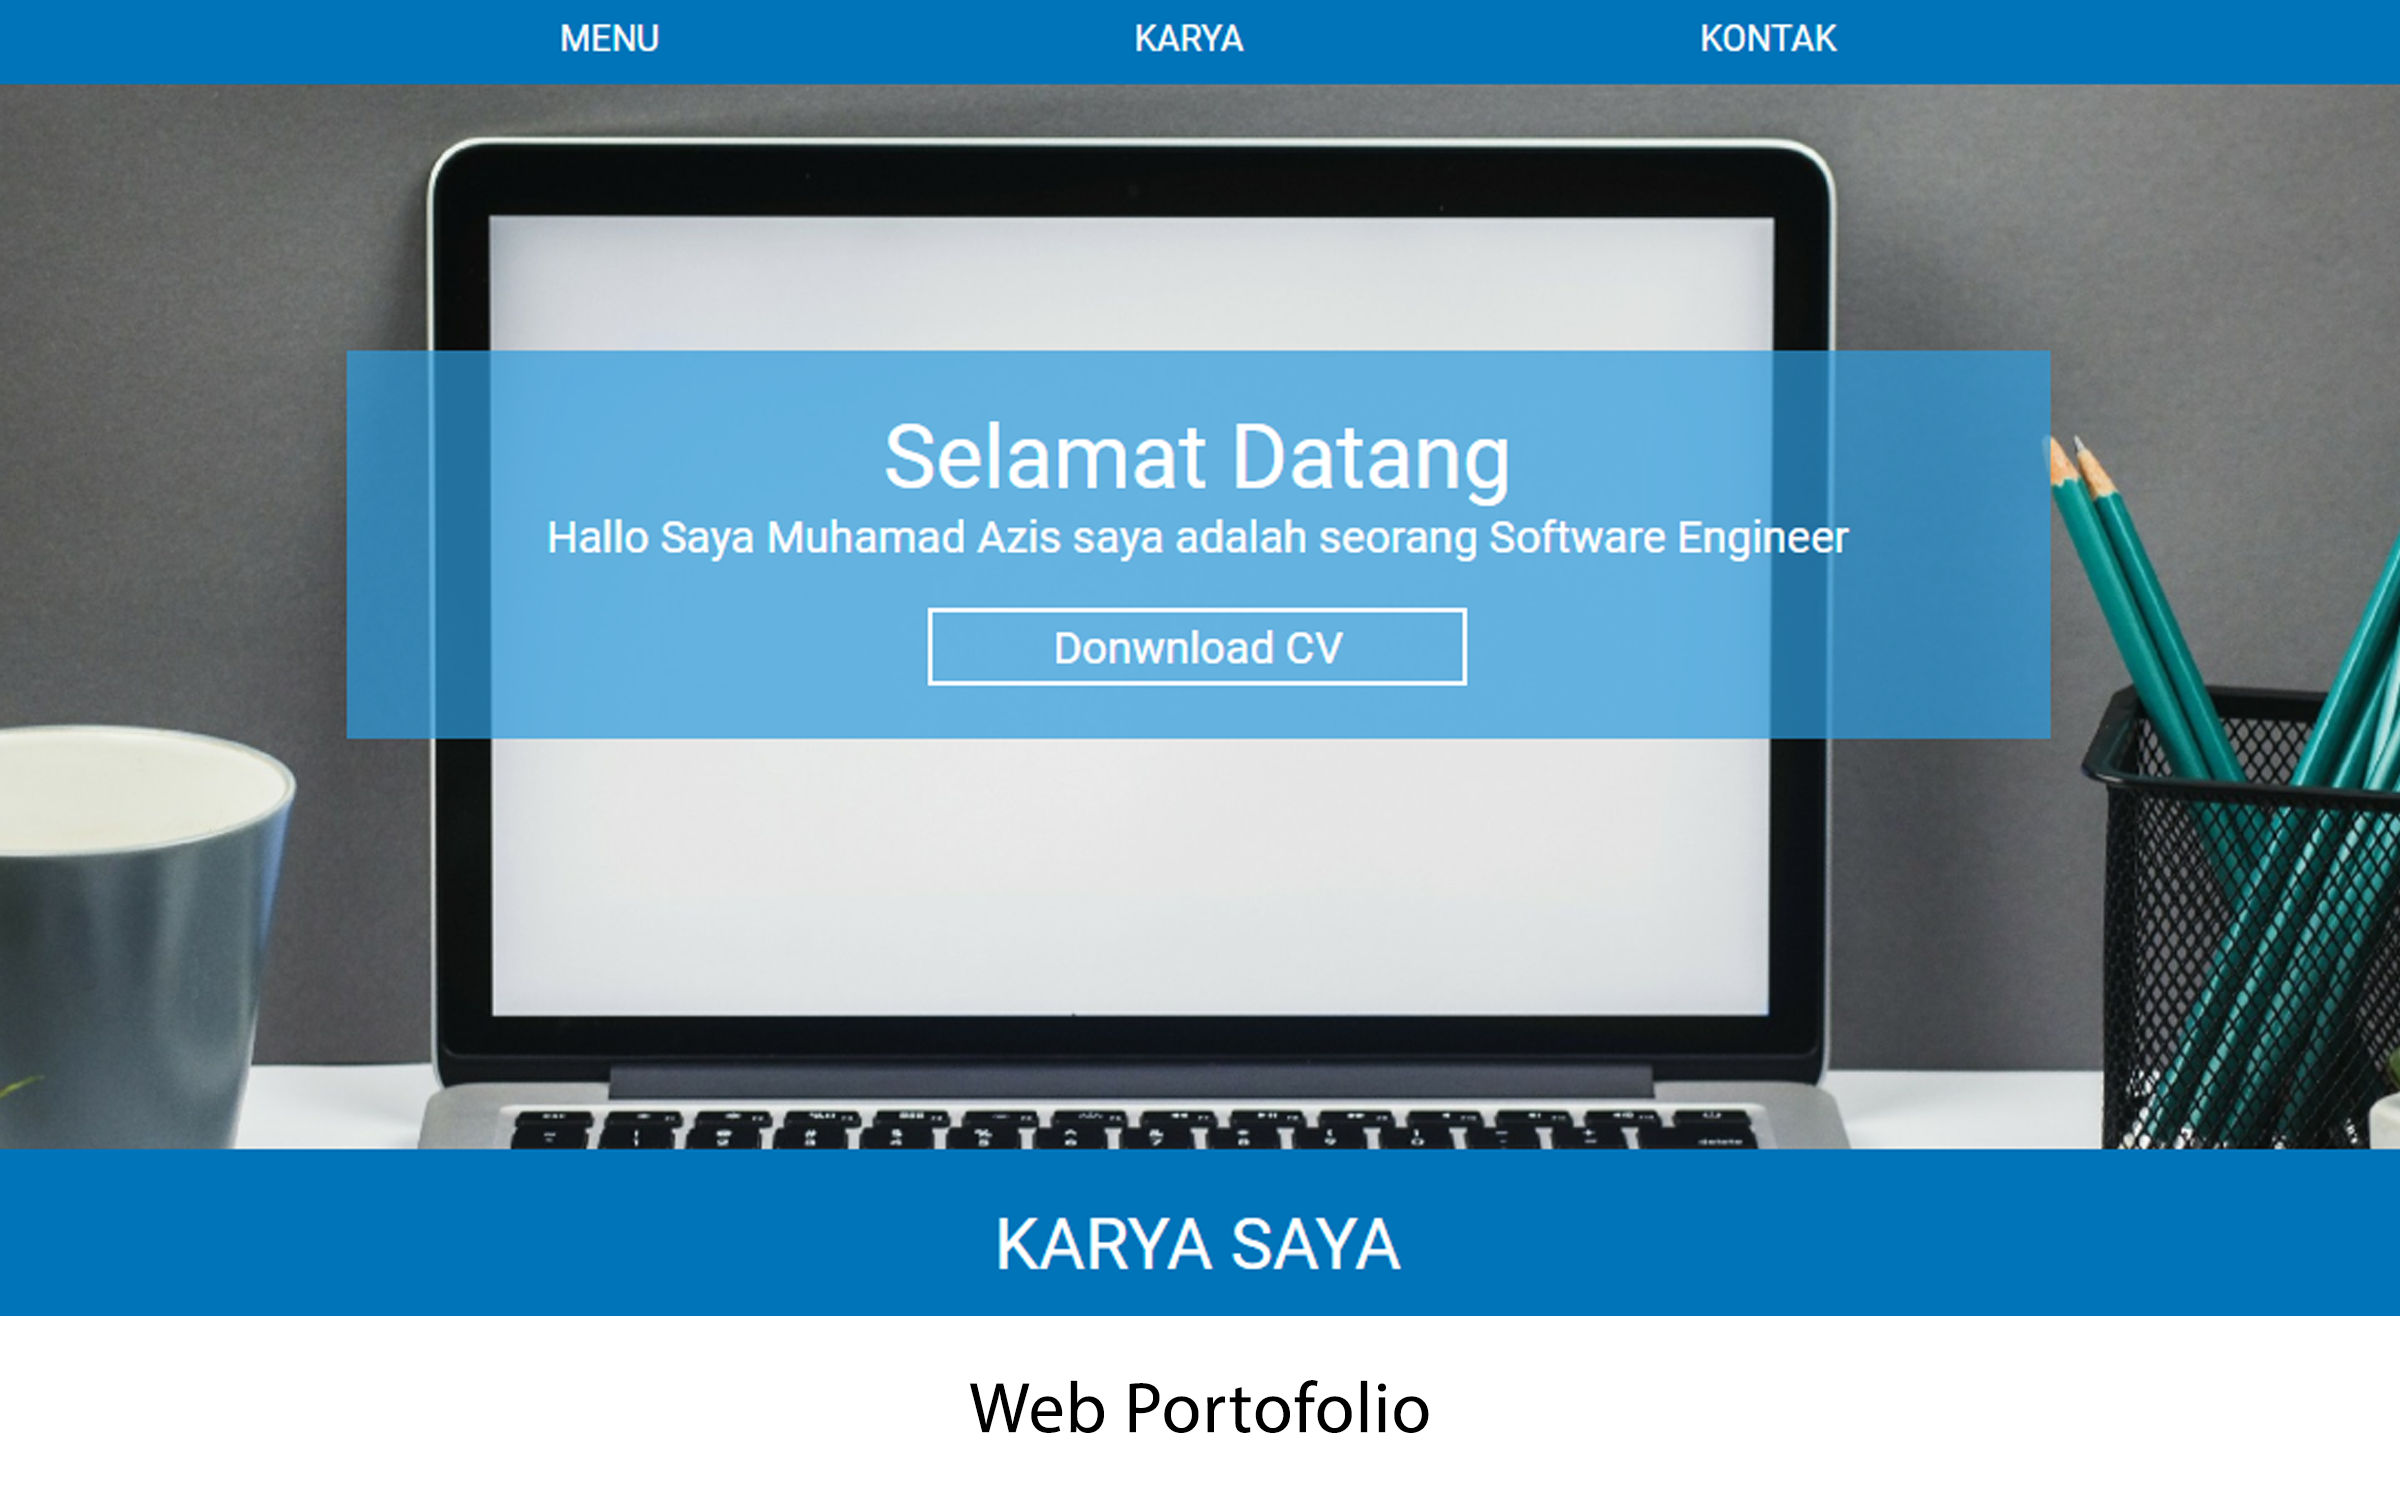 MENU KARYA KONTAK
Selamat Datang
Hallo Saya Muhamad Azis saya adalah seorang Software Engineer
Donwnload CV
delete
KARYA SAYA
Web Portofolio